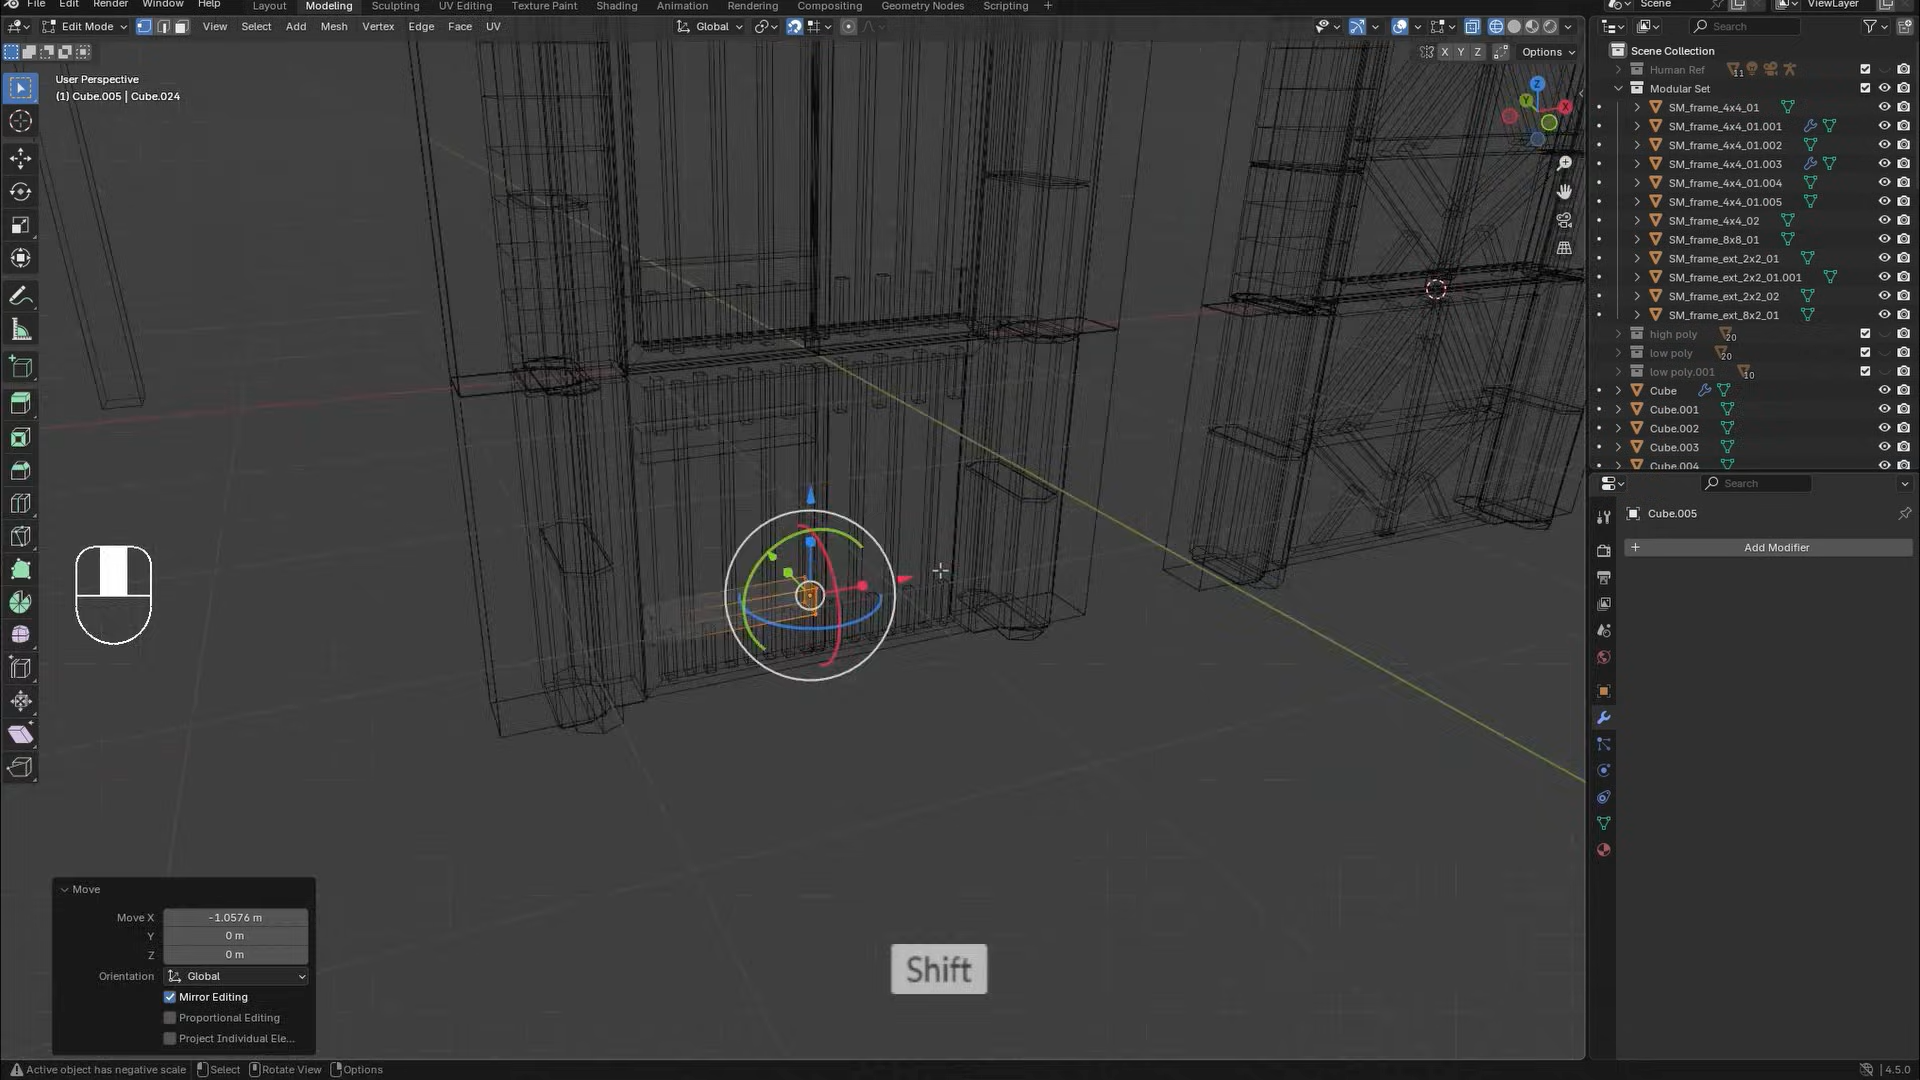 File Edit Render Window Help Layout Modeling Sculpting UV Editing Texture Paint Shading Animation Rendering Compositing Geometry Nodes Scripting + Scene ViewLayer
Edit Mode View Select Add Mesh Vertex Edge Face UV Global Search
X Y Z Options
User Perspective
(1) Cube.005 | Cube.024
Z
Y
X
Scene Collection
Human Ref 11
Modular Set
SM_frame_4x4_01
SM_frame_4x4_01.001
SM_frame_4x4_01.002
SM_frame_4x4_01.003
SM_frame_4x4_01.004
SM_frame_4x4_01.005
SM_frame_4x4_02
SM_frame_8x8_01
SM_frame_ext_2x2_01
SM_frame_ext_2x2_01.001
SM_frame_ext_2x2_02
SM_frame_ext_8x2_01
high poly 20
low poly 20
low poly.001 10
Cube
Cube.001
Cube.002
Cube.003
Cube.004
Search
Cube.005
+ Add Modifier
Move
Move X -1.0576 m
Y 0 m
Z 0 m
Orientation Global
Mirror Editing
Proportional Editing
Project Individual Ele...
Shift
Active object has negative scale Select Rotate View Options 4.5.0